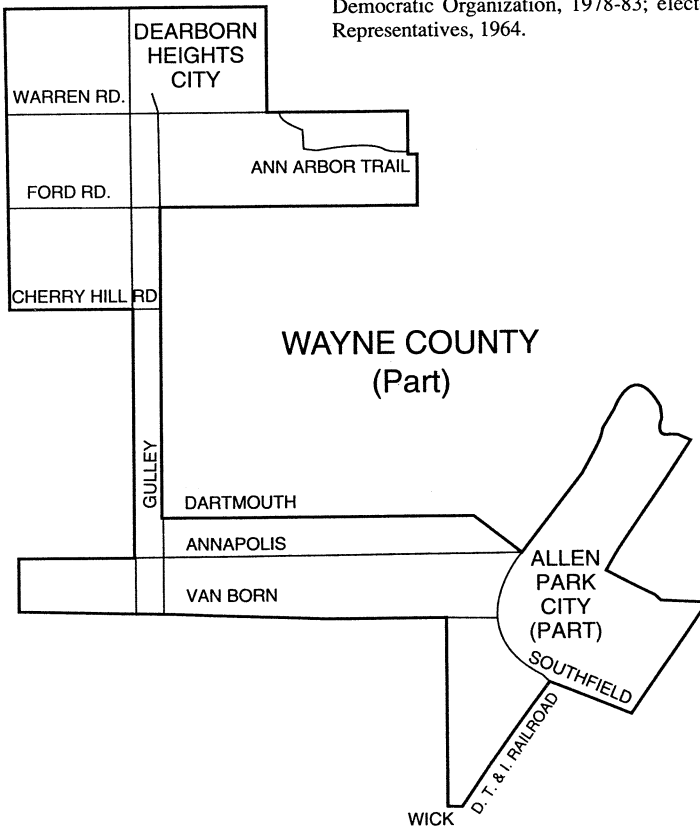 Democratic Organization, 1978-83; elect
Representatives, 1964.
DEARBORN
HEIGHTS
CITY
WARREN RD.
ANN ARBOR TRAIL
FORD RD.
CHERRY HILL RD
WAYNE COUNTY
(Part)
GULLEY
DARTMOUTH
ANNAPOLIS
VAN BORN
ALLEN
PARK
CITY
(PART)
SOUTHFIELD
D. T. & I. RAILROAD
WICK